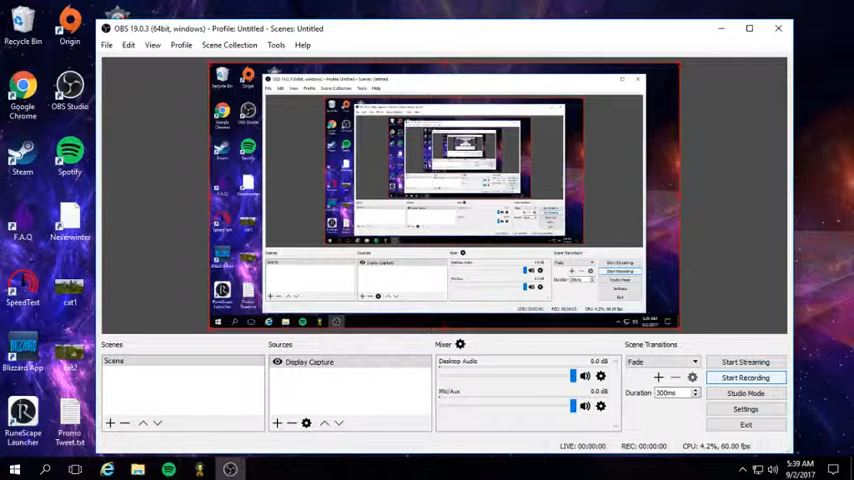 OBS 19.0.3 (64bit, windows) - Profile: Untitled - Scenes: Untitled
File Edit View Profile Scene Collection Tools Help
Recycle Bin
Origin
Google Chrome
OBS Studio
Steam
Spotify
F.A.Q
Neverwinter
SpeedTest
cat1
Blizzard App
cat2
RuneScape Launcher
Promo Tweet.txt
Scenes
Scene
Sources
Display Capture
Mixer
Desktop Audio 0.0 dB
Mic/Aux 0.0 dB
Scene Transitions
Fade
Duration 300ms
Start Streaming
Start Recording
Studio Mode
Settings
Exit
LIVE: 00:00:00 REC: 00:00:00 CPU: 4.2%, 60.00 fps
5:39 AM
9/2/2017